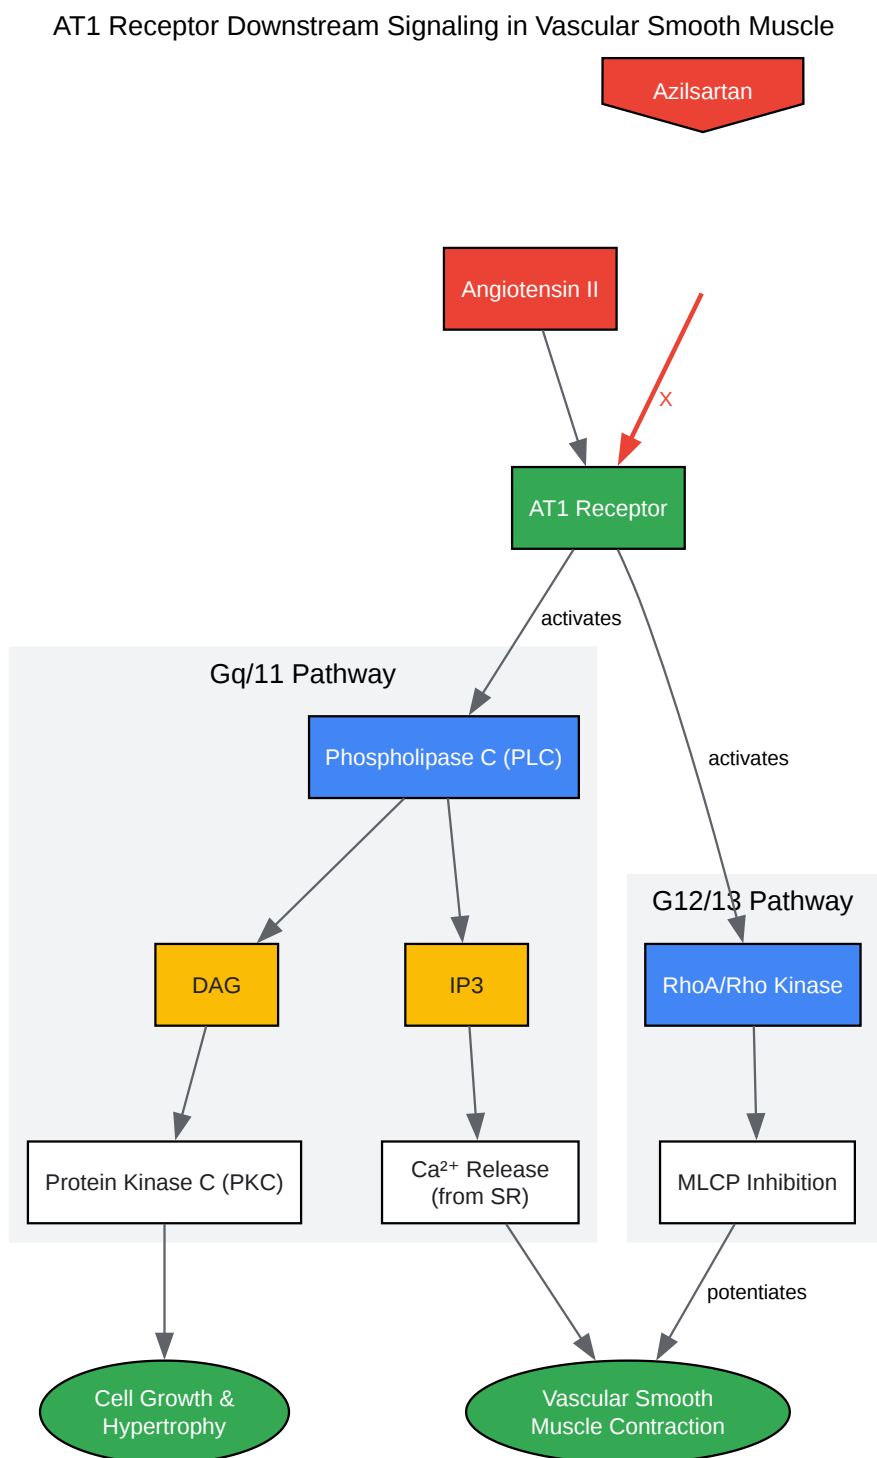 AT1 Receptor Downstream Signaling in Vascular Smooth Muscle
Azilsartan
Angiotensin II
X
AT1 Receptor
activates
Gq/11 Pathway
Phospholipase C (PLC)
activates
G12/13 Pathway
DAG
IP3
RhoA/Rho Kinase
Protein Kinase C (PKC)
Ca²⁺ Release
(from SR)
MLCP Inhibition
potentiates
Cell Growth &
Hypertrophy
Vascular Smooth
Muscle Contraction